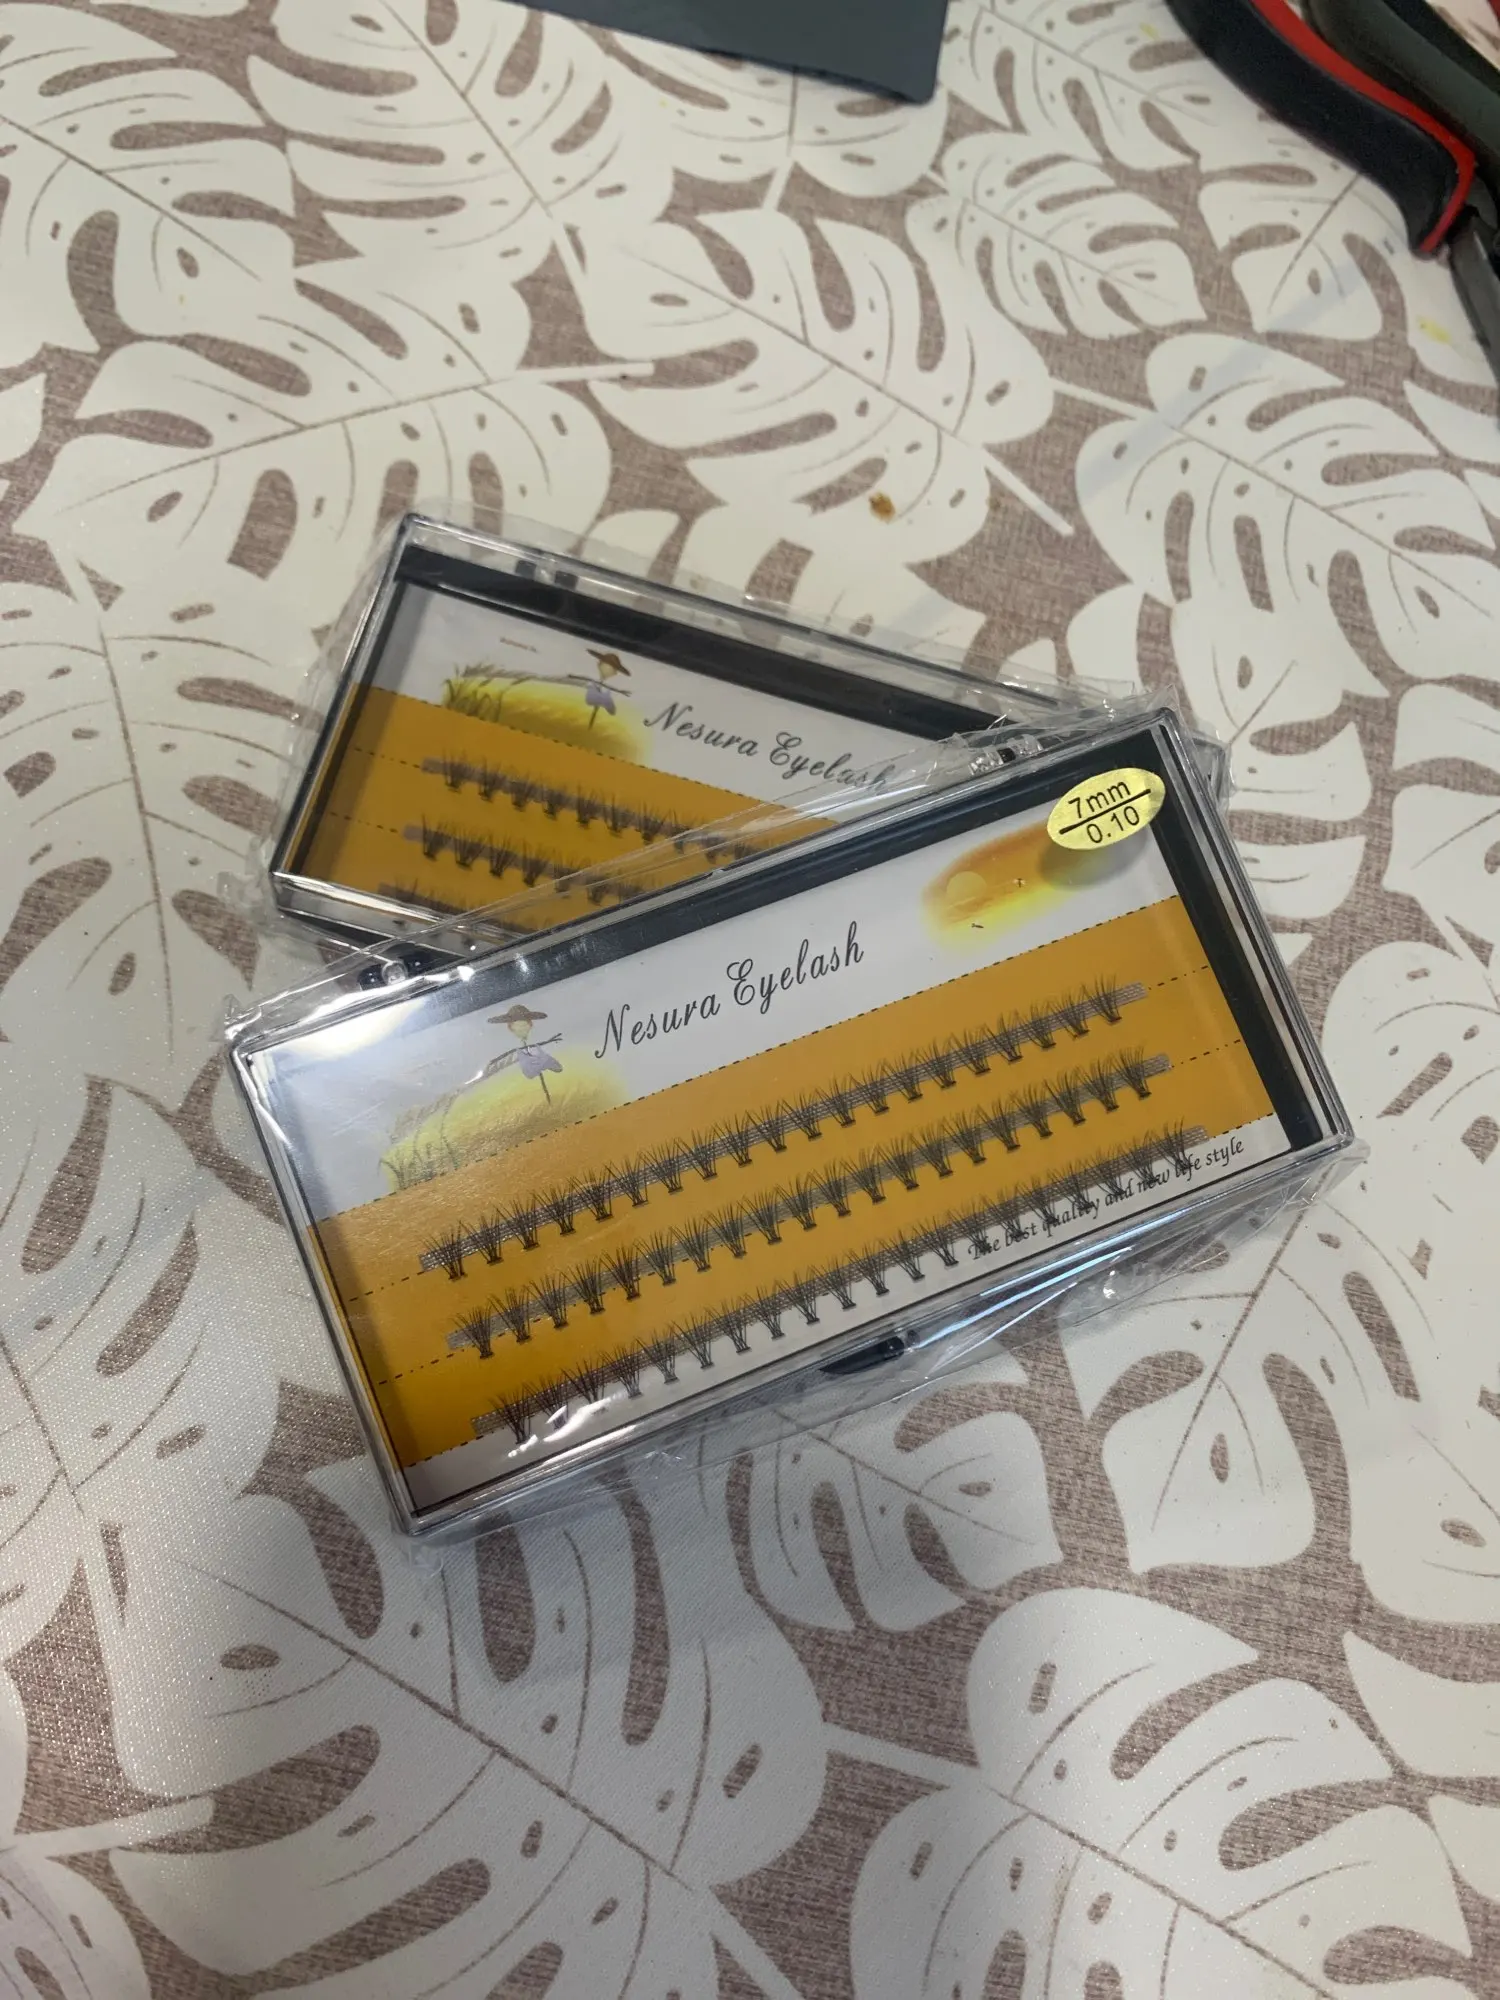 Nesura Eyelash
7mm
0.10
Nesura Eyelash
The best quality and new life style